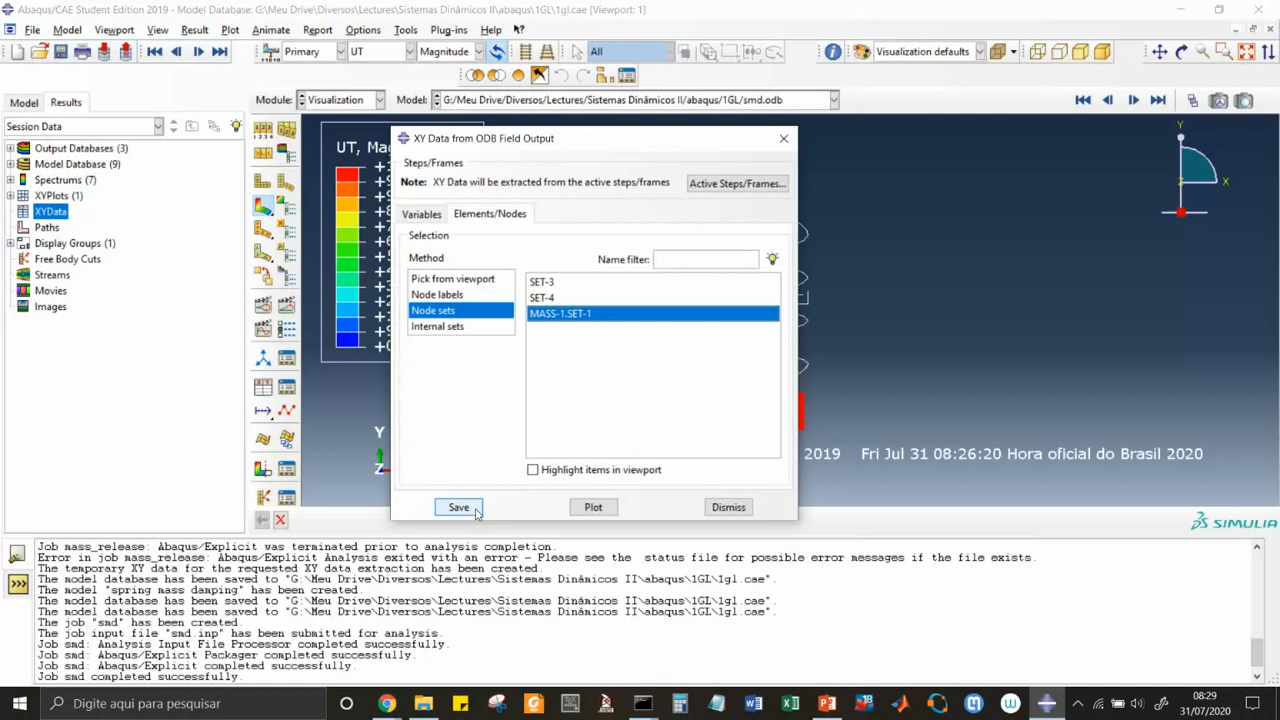 Abaqus/CAE Student Edition 2019 - Model Database: G:\Meu Drive\Diversos\Lectures\Sistemas Dinâmicos II\abaqus\1GL\1gl.cae [Viewport: 1]
File Model Viewport View Result Plot Animate Report Options Tools Plug-ins Help
Primary UT Magnitude All Visualization defaults
Model Results Module: Visualization Model: G:/Meu Drive/Diversos/Lectures/Sistemas Dinâmicos II/abaqus/1GL/smd.odb
Session Data
Output Databases (3)
Model Database (9)
Spectrums (7)
XYPlots (1)
XYData
Paths
Display Groups (1)
Free Body Cuts
Streams
Movies
Images
UT, Ma
XY Data from ODB Field Output
Steps/Frames
Note: XY Data will be extracted from the active steps/frames Active Steps/Frames...
Variables Elements/Nodes
Selection
Method Name filter:
Pick from viewport
Node labels
Node sets
Internal sets
SET-3
SET-4
MASS-1.SET-1
Highlight items in viewport
Save Plot Dismiss
Y
Z X
Y
Z
2019 Fri Jul 31 08:26:20 Hora oficial do Brasil 2020
SIMULIA
Job mass_release: Abaqus/Explicit was terminated prior to analysis completion.
Error in job mass_release: Abaqus/Explicit Analysis exited with an error - Please see the status file for possible error messages if the file exists.
The temporary XY data for the requested XY data extraction has been created.
The model database has been saved to "G:\Meu Drive\Diversos\Lectures\Sistemas Dinâmicos II\abaqus\1GL\1gl.cae".
The model "spring mass damping" has been created.
The model database has been saved to "G:\Meu Drive\Diversos\Lectures\Sistemas Dinâmicos II\abaqus\1GL\1gl.cae".
The model database has been saved to "G:\Meu Drive\Diversos\Lectures\Sistemas Dinâmicos II\abaqus\1GL\1gl.cae".
The job "smd" has been created.
The job input file "smd.inp" has been submitted for analysis.
Job smd: Analysis Input File Processor completed successfully.
Job smd: Abaqus/Explicit Packager completed successfully.
Job smd: Abaqus/Explicit completed successfully.
Job smd completed successfully.
Digite aqui para pesquisar
08:29
31/07/2020